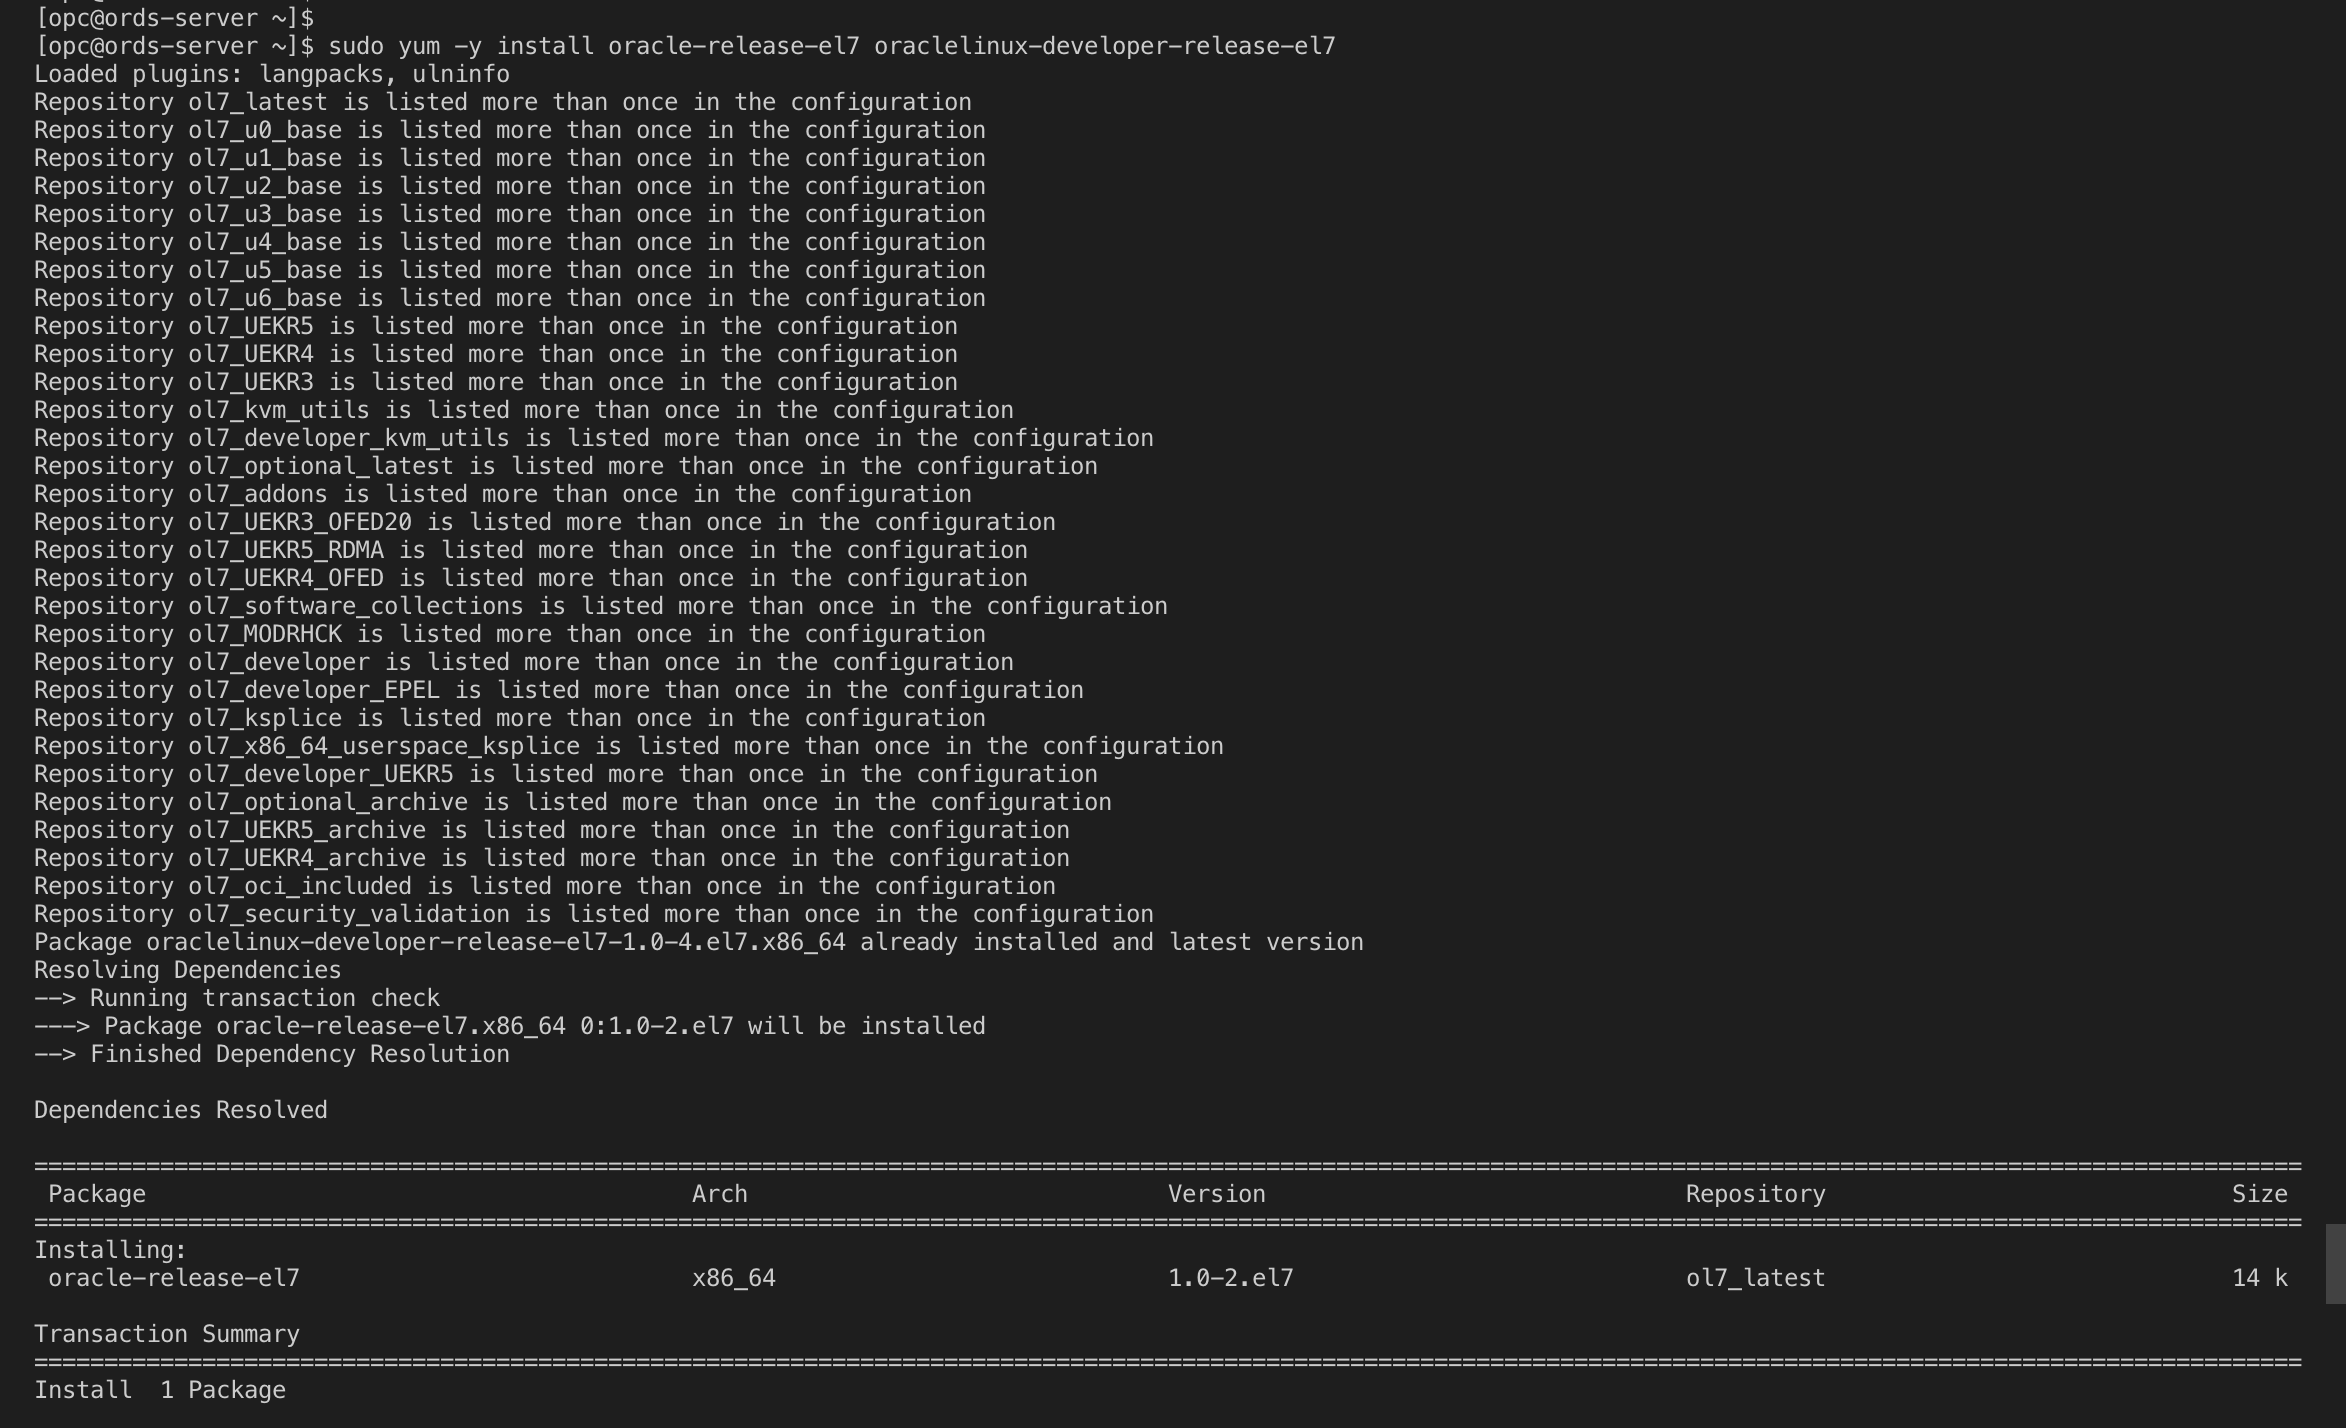 [opc@ords-server ~]$
[opc@ords-server ~]$ sudo yum -y install oracle-release-el7 oraclelinux-developer-release-el7
Loaded plugins: langpacks, ulninfo
Repository ol7_latest is listed more than once in the configuration
Repository ol7_u0_base is listed more than once in the configuration
Repository ol7_u1_base is listed more than once in the configuration
Repository ol7_u2_base is listed more than once in the configuration
Repository ol7_u3_base is listed more than once in the configuration
Repository ol7_u4_base is listed more than once in the configuration
Repository ol7_u5_base is listed more than once in the configuration
Repository ol7_u6_base is listed more than once in the configuration
Repository ol7_UEKR5 is listed more than once in the configuration
Repository ol7_UEKR4 is listed more than once in the configuration
Repository ol7_UEKR3 is listed more than once in the configuration
Repository ol7_kvm_utils is listed more than once in the configuration
Repository ol7_developer_kvm_utils is listed more than once in the configuration
Repository ol7_optional_latest is listed more than once in the configuration
Repository ol7_addons is listed more than once in the configuration
Repository ol7_UEKR3_OFED20 is listed more than once in the configuration
Repository ol7_UEKR5_RDMA is listed more than once in the configuration
Repository ol7_UEKR4_OFED is listed more than once in the configuration
Repository ol7_software_collections is listed more than once in the configuration
Repository ol7_MODRHCK is listed more than once in the configuration
Repository ol7_developer is listed more than once in the configuration
Repository ol7_developer_EPEL is listed more than once in the configuration
Repository ol7_ksplice is listed more than once in the configuration
Repository ol7_x86_64_userspace_ksplice is listed more than once in the configuration
Repository ol7_developer_UEKR5 is listed more than once in the configuration
Repository ol7_optional_archive is listed more than once in the configuration
Repository ol7_UEKR5_archive is listed more than once in the configuration
Repository ol7_UEKR4_archive is listed more than once in the configuration
Repository ol7_oci_included is listed more than once in the configuration
Repository ol7_security_validation is listed more than once in the configuration
Package oraclelinux-developer-release-el7-1.0-4.el7.x86_64 already installed and latest version
Resolving Dependencies
--> Running transaction check
---> Package oracle-release-el7.x86_64 0:1.0-2.el7 will be installed
--> Finished Dependency Resolution
Dependencies Resolved
Package Arch Version Repository Size
Installing:
oracle-release-el7 x86_64 1.0-2.el7 ol7_latest 14 k
Transaction Summary
Install  1 Package